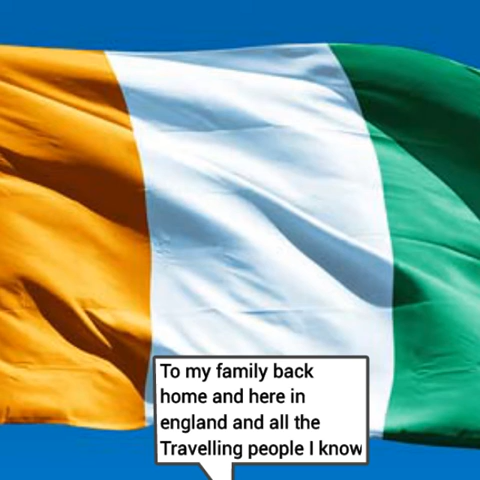 To my family back
home and here in
england and all the
Travelling people I know